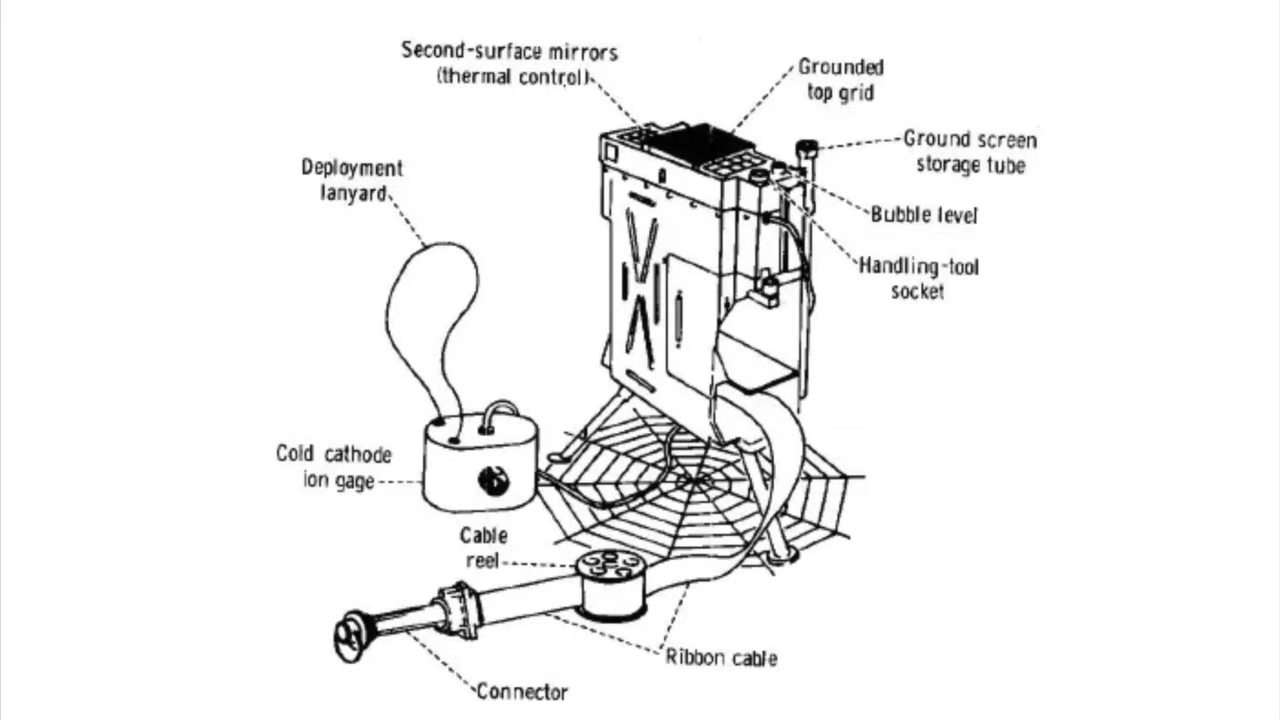 Second-surface mirrors
(thermal control)
Grounded
top grid
Ground screen
storage tube
Deployment
lanyard
Bubble level
Handling-tool
socket
Cold cathode
ion gage
Cable
reel
Ribbon cable
Connector